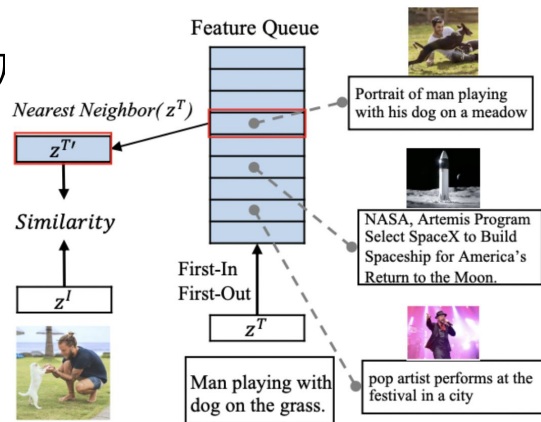 Feature Queue
Nearest Neighbor( z^T )
z^T′
Similarity
z^I
First-In
First-Out
z^T
Man playing with
dog on the grass.
Portrait of man playing
with his dog on a meadow
NASA, Artemis Program
Select SpaceX to Build
Spaceship for America's
Return to the Moon.
pop artist performs at the
festival in a city